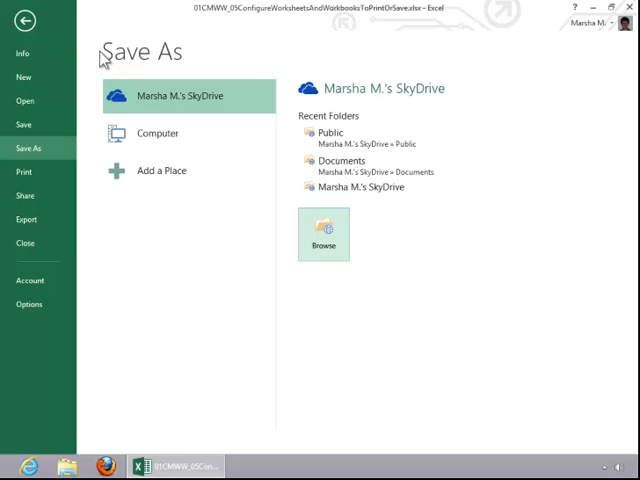 01CMWW_05ConfigureWorksheetsAndWorkbooksToPrintOrSave.xlsx - Excel
?
Marsha M.
Info
New
Open
Save
Save As
Print
Share
Export
Close
Account
Options
Save As
Marsha M.'s SkyDrive
Computer
Add a Place
Marsha M.'s SkyDrive
Recent Folders
Public
Marsha M.'s SkyDrive » Public
Documents
Marsha M.'s SkyDrive » Documents
Marsha M.'s SkyDrive
Browse
01CMWW_05Con...